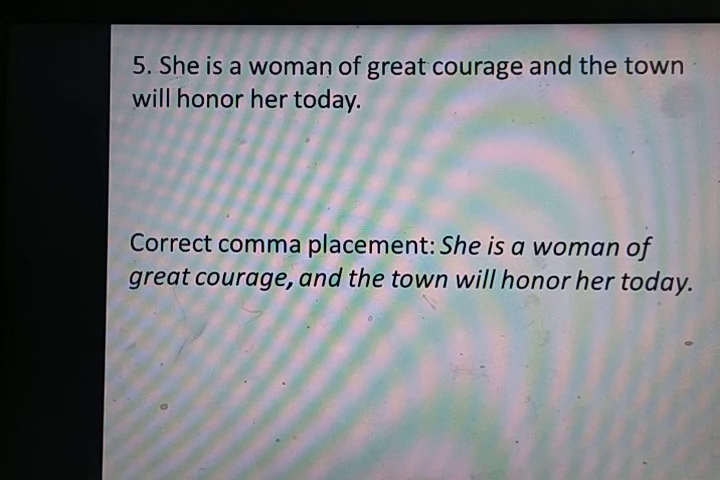 5. She is a woman of great courage and the town
will honor her today.
Correct comma placement: She is a woman of
great courage, and the town will honor her today.